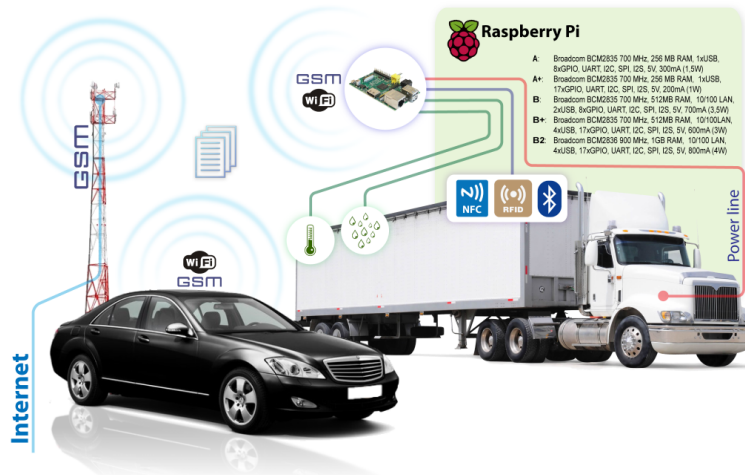 Raspberry Pi
A: Broadcom BCM2835 700 MHz, 256 MB RAM, 1xUSB,
8xGPIO, UART, I2C, SPI, I2S, 5V, 300mA (1,5W)
A+: Broadcom BCM2835 700 MHz, 256 MB RAM, 1xUSB,
17xGPIO, UART, I2C, SPI, I2S, 5V, 200mA (1W)
B: Broadcom BCM2835 700 MHz, 512MB RAM, 10/100 LAN,
2xUSB, 8xGPIO, UART, I2C, SPI, I2S, 5V, 700mA (3,5W)
B+: Broadcom BCM2835 700 MHz, 512MB RAM, 10/100LAN,
4xUSB, 17xGPIO, UART, I2C, SPI, I2S, 5V, 600mA (3W)
B2: Broadcom BCM2836 900 MHz, 1GB RAM, 10/100 LAN,
4xUSB, 17xGPIO, UART, I2C, SPI, I2S, 5V, 800mA (4W)
GSM
Wi Fi
GSM
NFC
RFID
Power line
Wi Fi
GSM
Internet